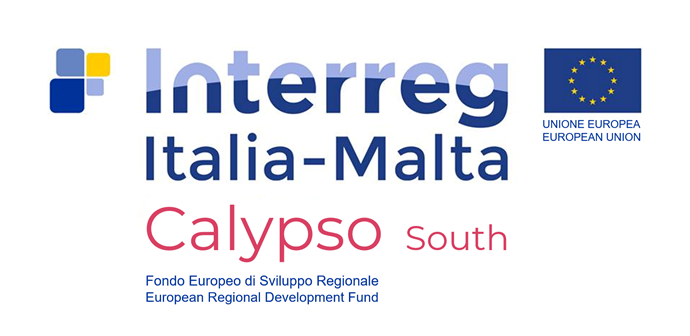 Interreg
UNIONE EUROPEA
EUROPEAN UNION
Italia-Malta
Calypso South
Fondo Europeo di Sviluppo Regionale
European Regional Development Fund